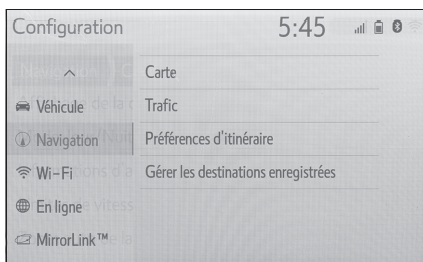 Configuration 5:45
Véhicule
Navigation
Wi-Fi
En ligne
MirrorLink™
Carte
Trafic
Préférences d'itinéraire
Gérer les destinations enregistrées